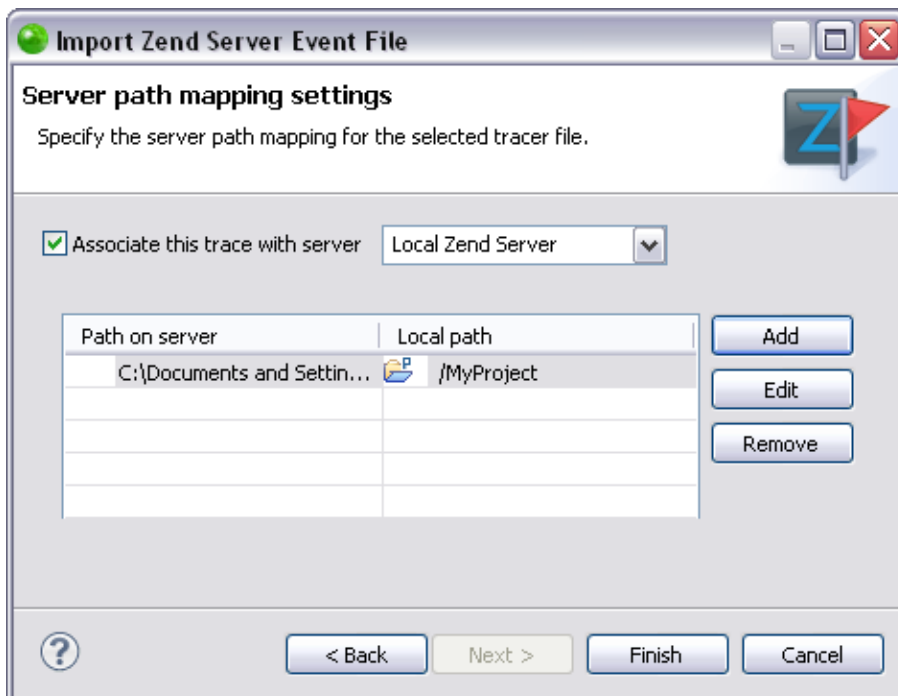 Import Zend Server Event File
Server path mapping settings
Specify the server path mapping for the selected tracer file.
Associate this trace with server Local Zend Server
Path on server Local path Add
C:\Documents and Settin... /MyProject
Edit
Remove
? < Back Next > Finish Cancel